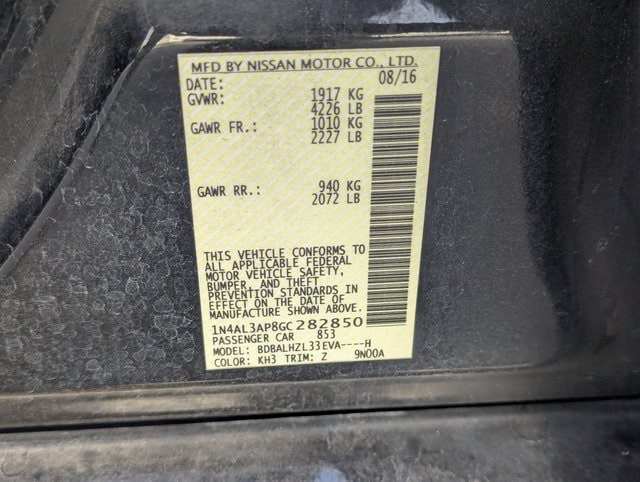 MFD BY NISSAN MOTOR CO., LTD.
DATE: 08/16
GVWR: 1917 KG
4226 LB
GAWR FR.: 1010 KG
2227 LB
GAWR RR.: 940 KG
2072 LB
THIS VEHICLE CONFORMS TO
ALL APPLICABLE FEDERAL
MOTOR VEHICLE SAFETY,
BUMPER, AND THEFT
PREVENTION STANDARDS IN
EFFECT ON THE DATE OF
MANUFACTURE SHOWN ABOVE.
1N4AL3AP8GC282850
PASSENGER CAR 853
MODEL: BDBALHZL33EVA----H
COLOR: KH3 TRIM: Z 9N00A